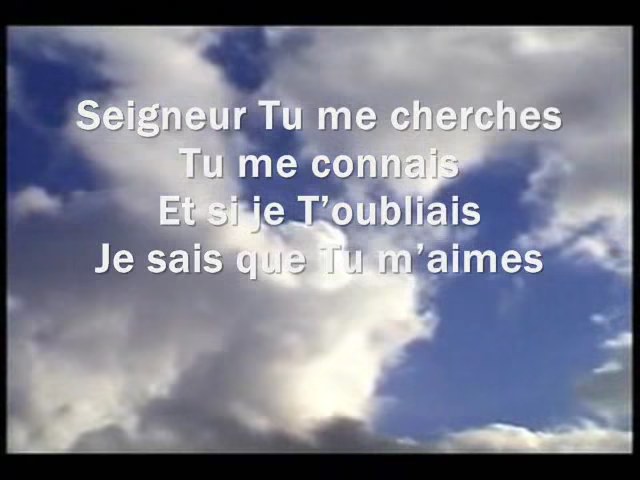 Seigneur Tu me cherches
Tu me connais
Et si je T’oubliais
Je sais que Tu m’aimes